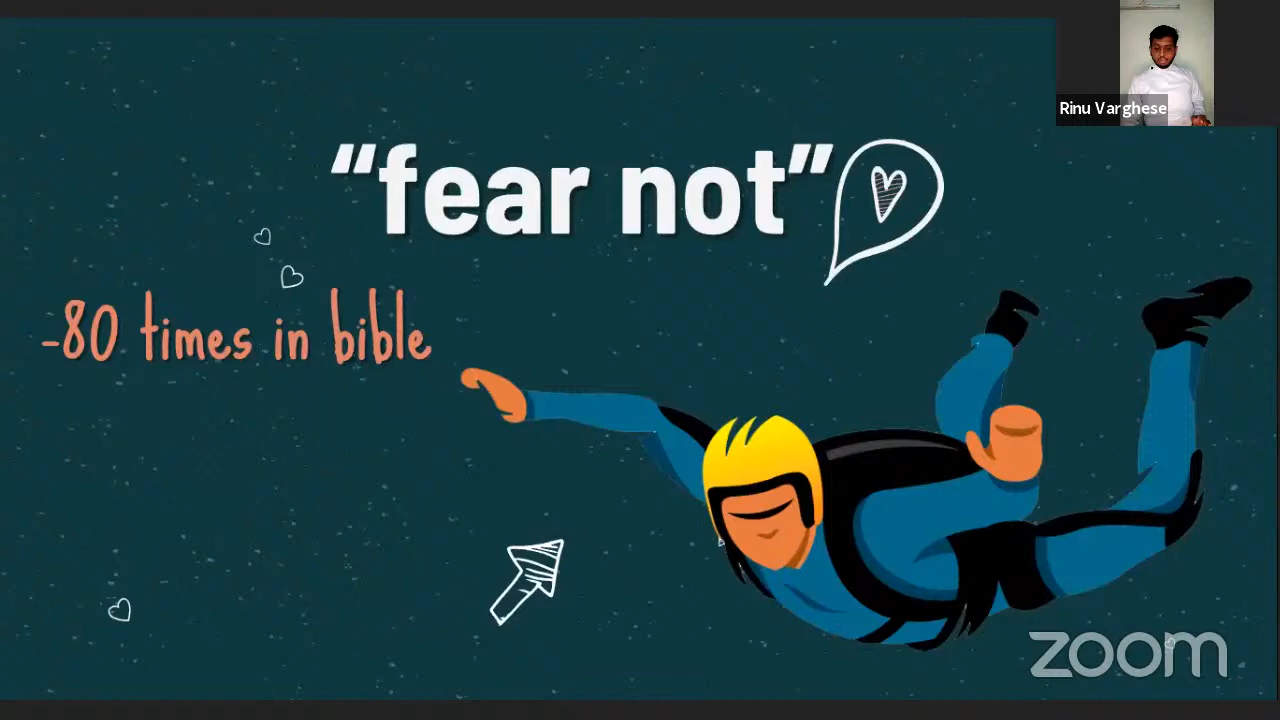 Rinu Varghese
“fear not”
-80 times in bible
zoom